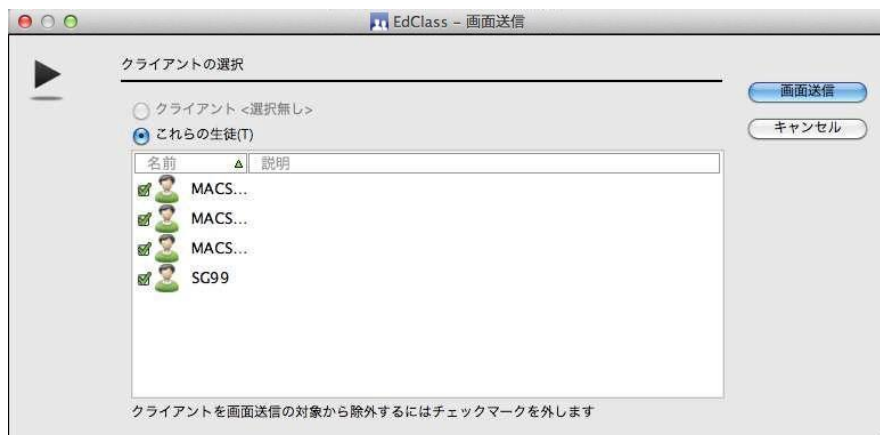 EdClass – 画面送信
クライアントの選択
画面送信
キャンセル
クライアント <選択無し>
これらの生徒(T)
名前 説明
MACS...
MACS...
MACS...
SG99
クライアントを画面送信の対象から除外するにはチェックマークを外します